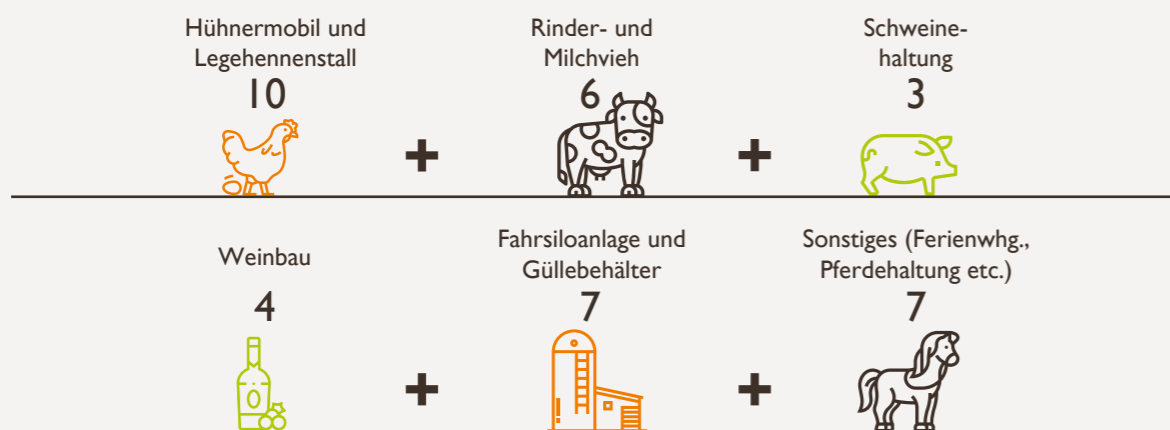 Hühnermobil und
Legehennenstall
10
+
Rinder- und
Milchvieh
6
+
Schweine-
haltung
3
Weinbau
4
+
Fahrsiloanlage und
Güllebehälter
7
+
Sonstiges (Ferienwhg.,
Pferdehaltung etc.)
7